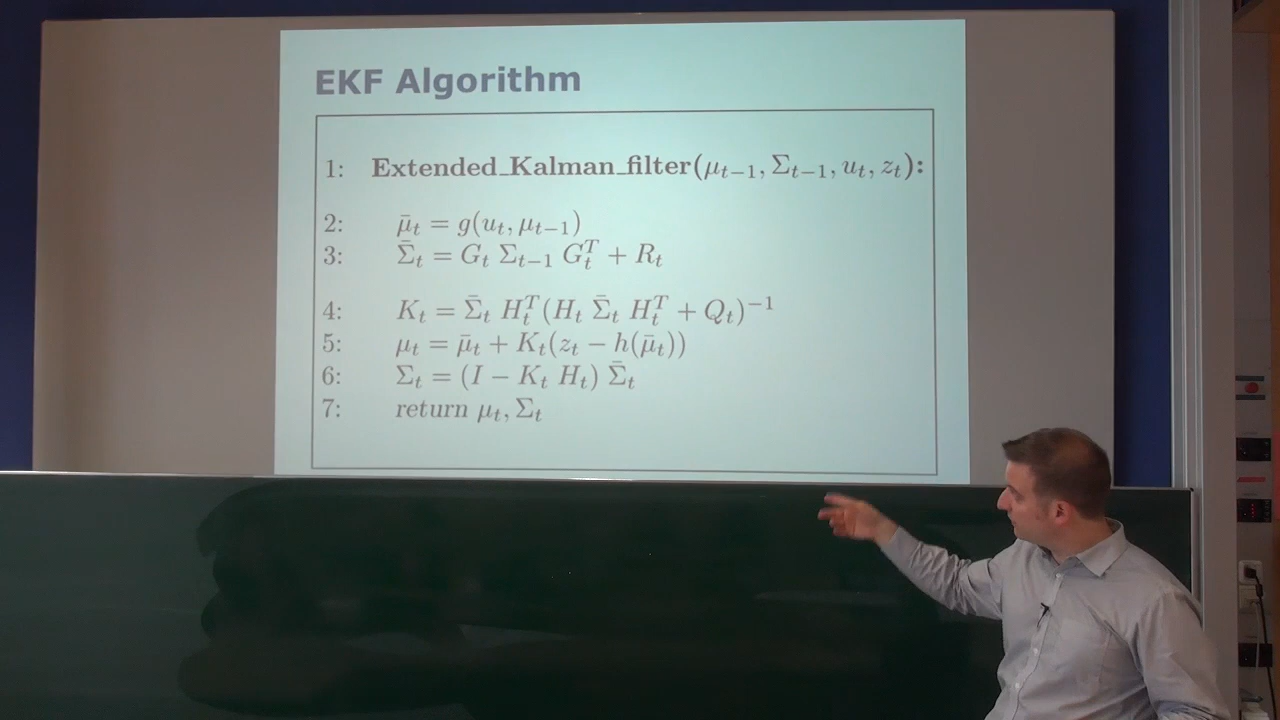 EKF Algorithm
1: Extended_Kalman_filter(μ_{t−1}, Σ_{t−1}, u_t, z_t):
2: μ̄_t = g(u_t, μ_{t−1})
3: Σ̄_t = G_t Σ_{t−1} G_t^T + R_t
4: K_t = Σ̄_t H_t^T (H_t Σ̄_t H_t^T + Q_t)^{−1}
5: μ_t = μ̄_t + K_t(z_t − h(μ̄_t))
6: Σ_t = (I − K_t H_t) Σ̄_t
7: return μ_t, Σ_t